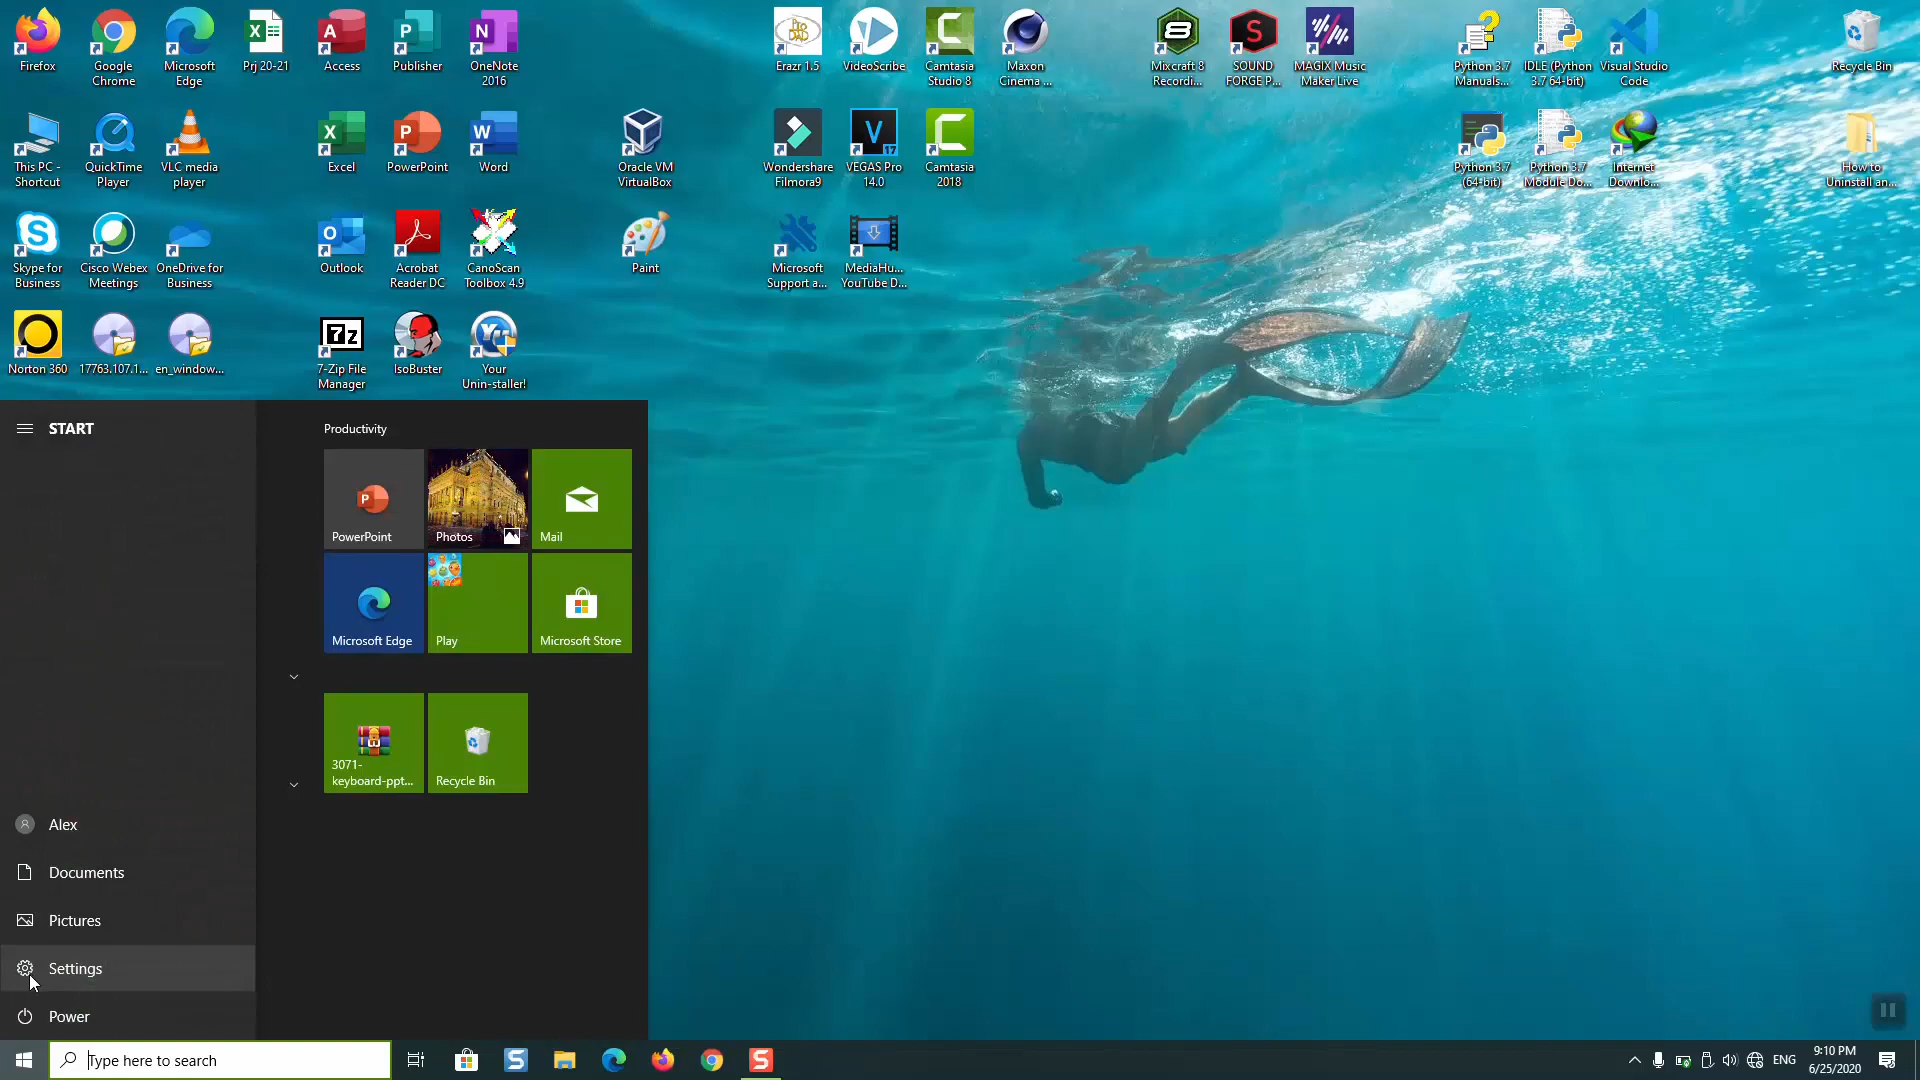 Firefox
Google
Chrome
Microsoft
Edge
Prj 20-21
Access
Publisher
OneNote
2016
Erazr 1.5
VideoScribe
Camtasia
Studio 8
Maxon
Cinema ...
Mixcraft 8
Recordi...
SOUND
FORGE P...
MAGIX Music
Maker Live
Python 3.7
Manuals...
IDLE (Python
3.7 64-bit)
Visual Studio
Code
Recycle Bin
This PC -
Shortcut
QuickTime
Player
VLC media
player
Excel
PowerPoint
Word
Oracle VM
VirtualBox
Wondershare
Filmora9
VEGAS Pro
14.0
Camtasia
2018
Python 3.7
(64-bit)
Python 3.7
Module Do...
Internet
Downlo...
How to
Uninstall an...
Skype for
Business
Cisco Webex
Meetings
OneDrive for
Business
Outlook
Acrobat
Reader DC
CanoScan
Toolbox 4.9
Paint
Microsoft
Support a...
MediaHu...
YouTube D...
Norton 360
17763.107.1...
en_window...
7-Zip File
Manager
IsoBuster
Your
Unin-staller!
START
Productivity
PowerPoint
Photos
Mail
Microsoft Edge
Play
Microsoft Store
3071-
keyboard-ppt...
Recycle Bin
Alex
Documents
Pictures
Settings
Power
Type here to search
ENG
9:10 PM
6/25/2020